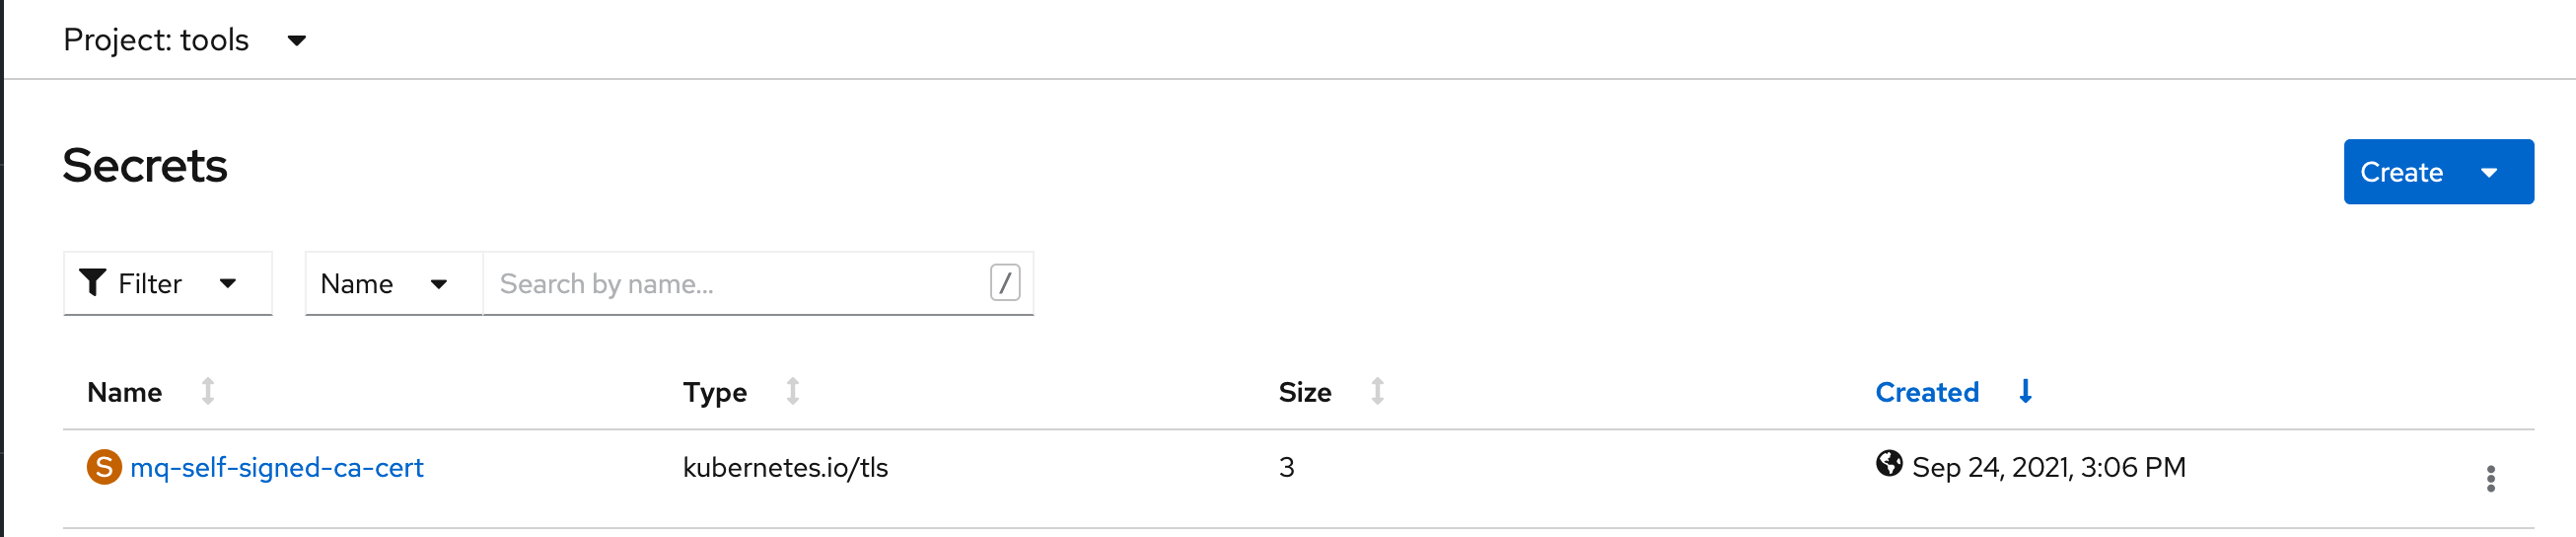 Project: tools
Secrets
Create
Filter Name Search by name... /
Name Type Size Created
S mq-self-signed-ca-cert kubernetes.io/tls 3 Sep 24, 2021, 3:06 PM